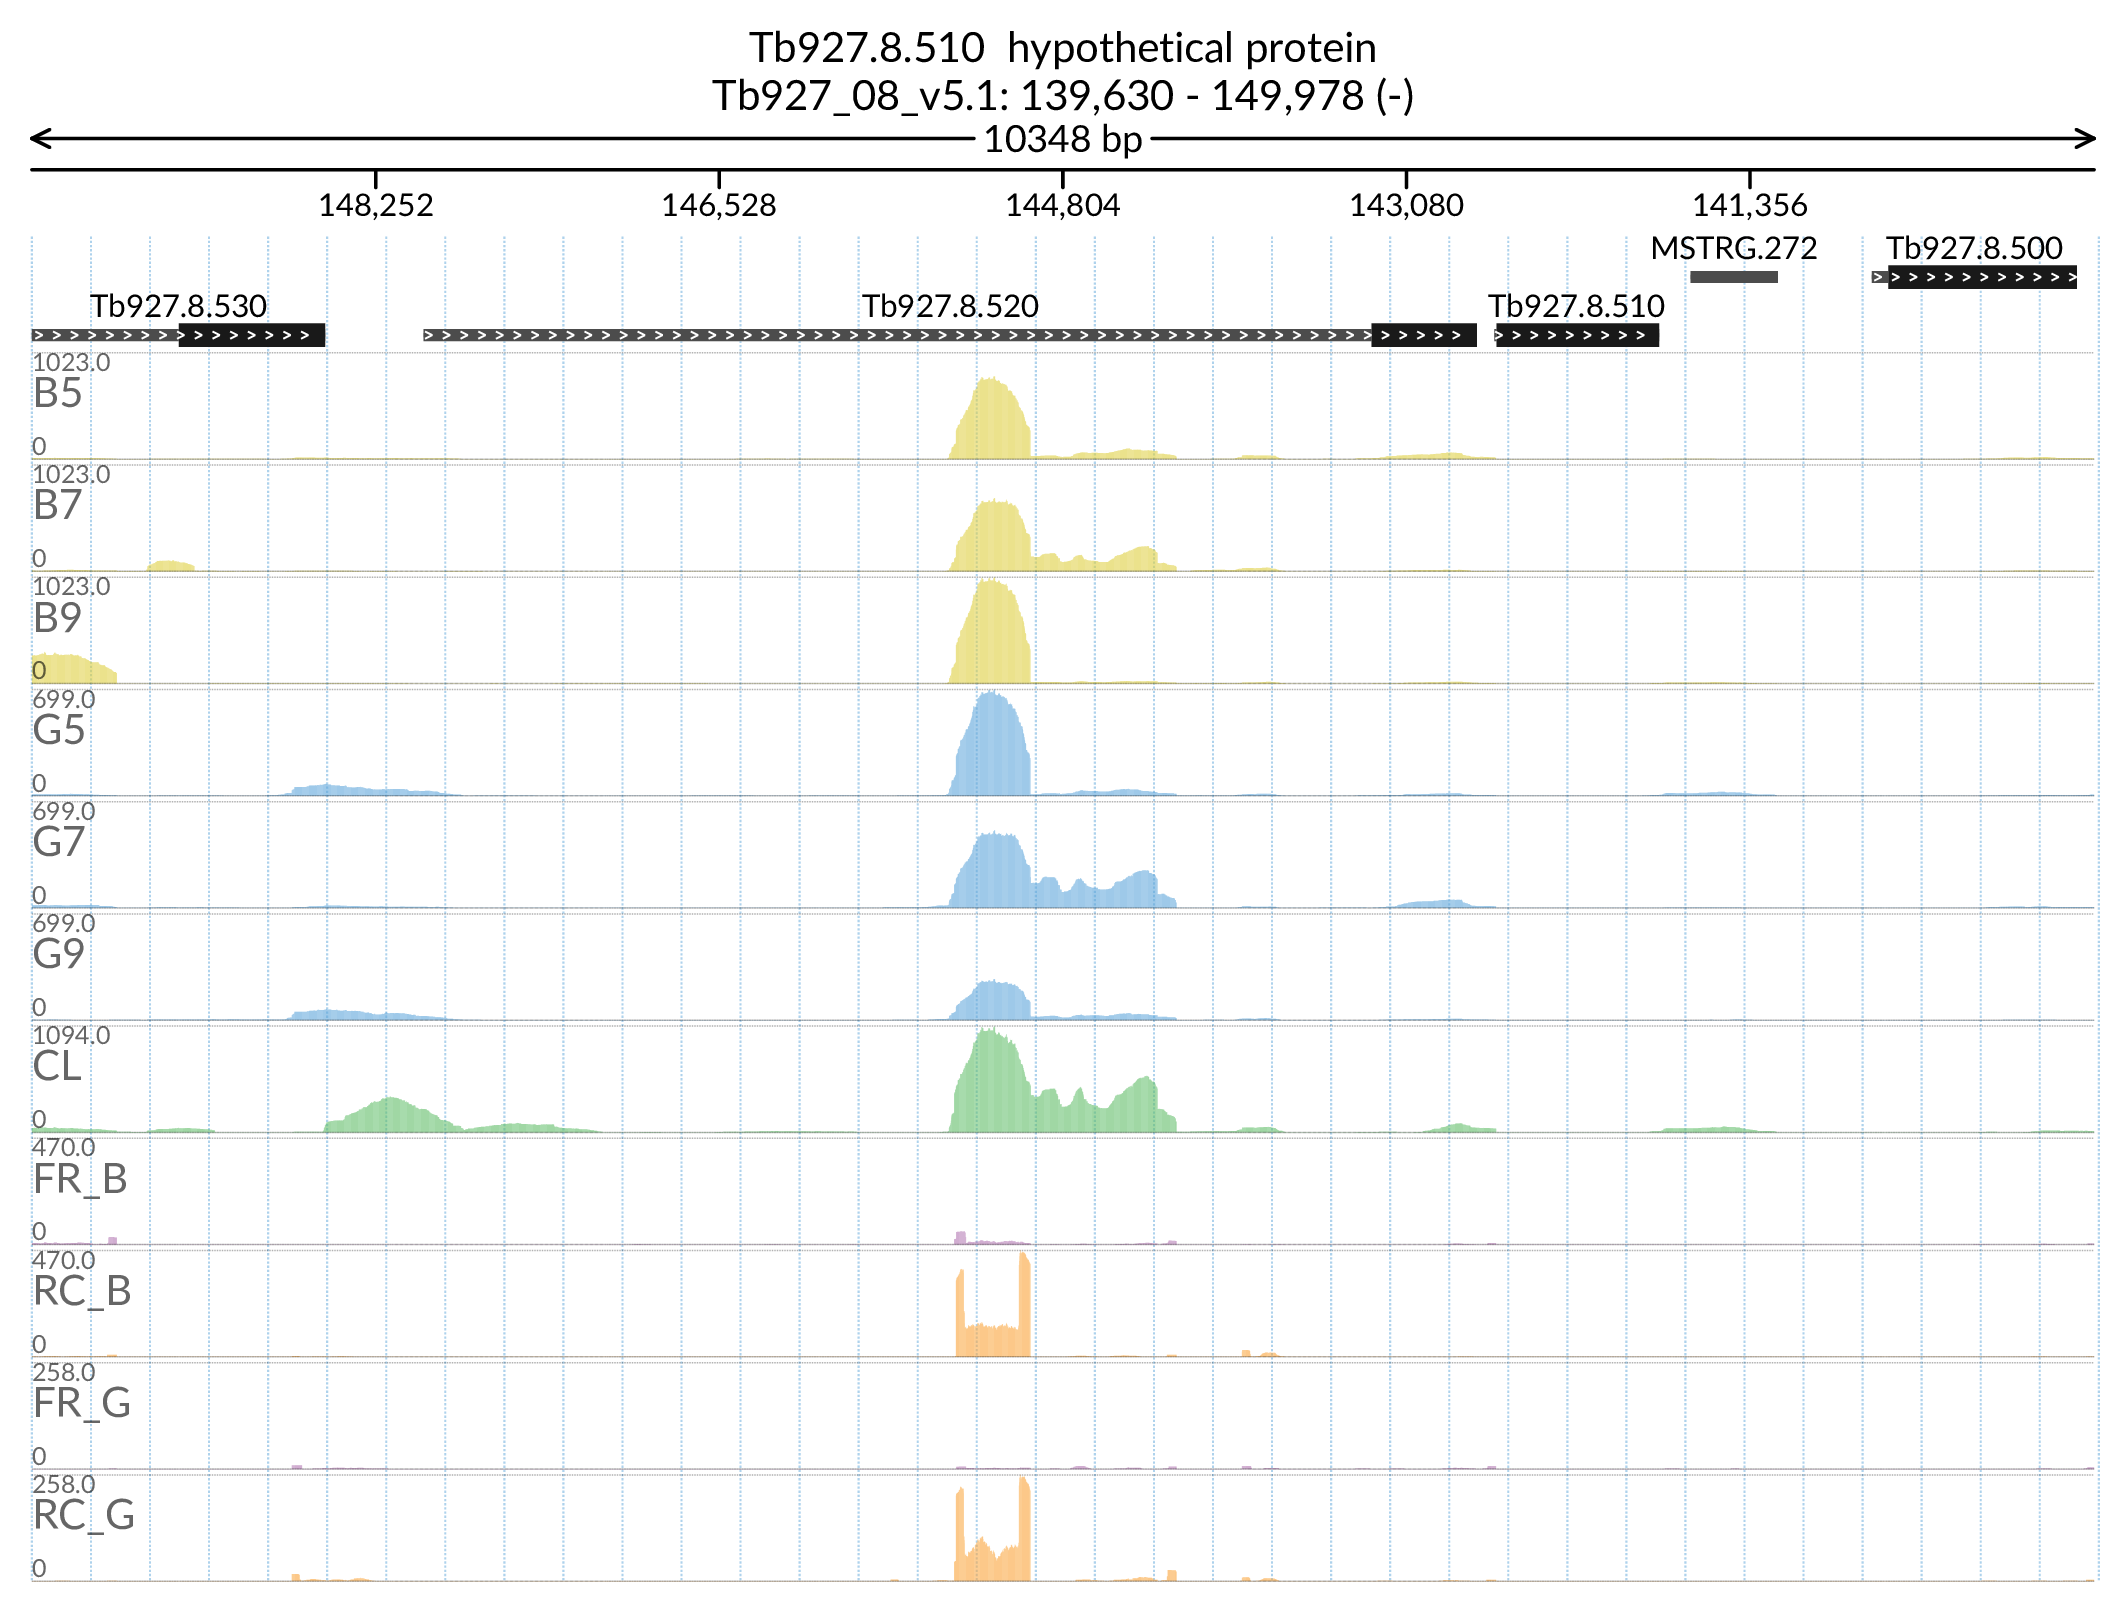 Tb927.8.510  hypothetical protein
Tb927_08_v5.1: 139,630 - 149,978 (-)
10348 bp
148,252 146,528 144,804 143,080 141,356
MSTRG.272 Tb927.8.500
Tb927.8.530 Tb927.8.520 Tb927.8.510
1023.0
B5
0
1023.0
B7
0
1023.0
B9
0
699.0
G5
0
699.0
G7
0
699.0
G9
0
1094.0
CL
0
470.0
FR_B
0
470.0
RC_B
0
258.0
FR_G
0
258.0
RC_G
0